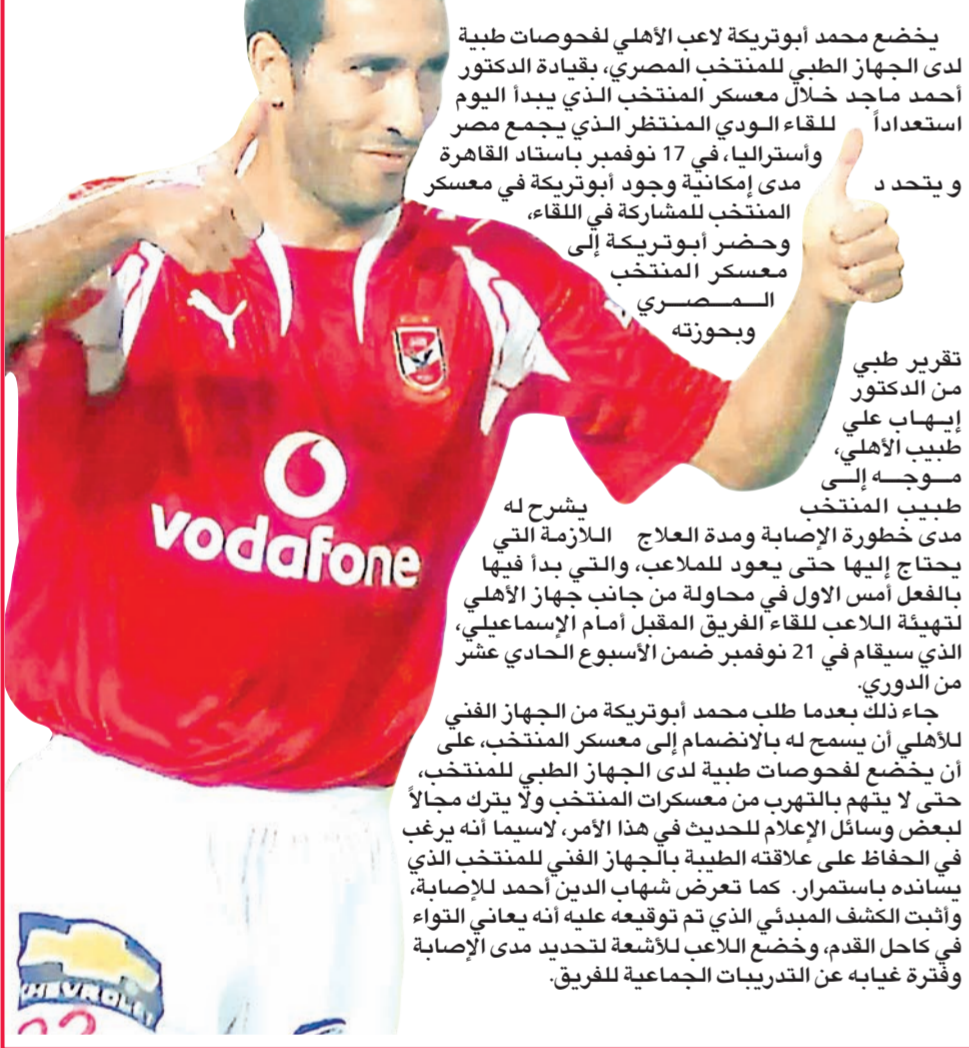 يخضع محمد أبوتريكة لاعب الأهلي لفحوصات طبية
لدى الجهاز الطبي للمنتخب المصري، بقيادة الدكتور
أحمد ماجد خلال معسكر المنتخب الذي يبدأ اليوم
استعداداً للقاء الودي المنتظر الذي يجمع مصر
وأستراليا، في 17 نوفمبر باستاد القاهرة
و يتحد د مدى إمكانية وجود أبوتريكة في معسكر
المنتخب للمشاركة في اللقاء،
وحضر أبوتريكة إلى
معسكر المنتخب
الـمـصـري
وبحوزته
تقرير طبي
من الدكتور
إيهاب علي
طبيب الأهلي،
مـوجـه إلـى
طبيب المنتخب يشرح له
مدى خطورة الإصابة ومدة العلاج اللازمة التي
يحتاج إليها حتى يعود للملاعب، والتي بدأ فيها
بالفعل أمس الاول في محاولة من جانب جهاز الأهلي
لتهيئة اللاعب للقاء الفريق المقبل أمام الإسماعيلي،
الذي سيقام في 21 نوفمبر ضمن الأسبوع الحادي عشر
من الدوري.
جاء ذلك بعدما طلب محمد أبوتريكة من الجهاز الفني
للأهلي أن يسمح له بالانضمام إلى معسكر المنتخب، على
أن يخضع لفحوصات طبية لدى الجهاز الطبي للمنتخب،
حتى لا يتهم بالتهرب من معسكرات المنتخب ولا يترك مجالاً
لبعض وسائل الإعلام للحديث في هذا الأمر، لاسيما أنه يرغب
في الحفاظ على علاقته الطيبة بالجهاز الفني للمنتخب الذي
يسانده باستمرار. كما تعرض شهاب الدين أحمد للإصابة،
وأثبت الكشف المبدئي الذي تم توقيعه عليه أنه يعاني التواء
في كاحل القدم، وخضع اللاعب للأشعة لتحديد مدى الإصابة
وفترة غيابه عن التدريبات الجماعية للفريق.
vodafone
CHEVROLET
22